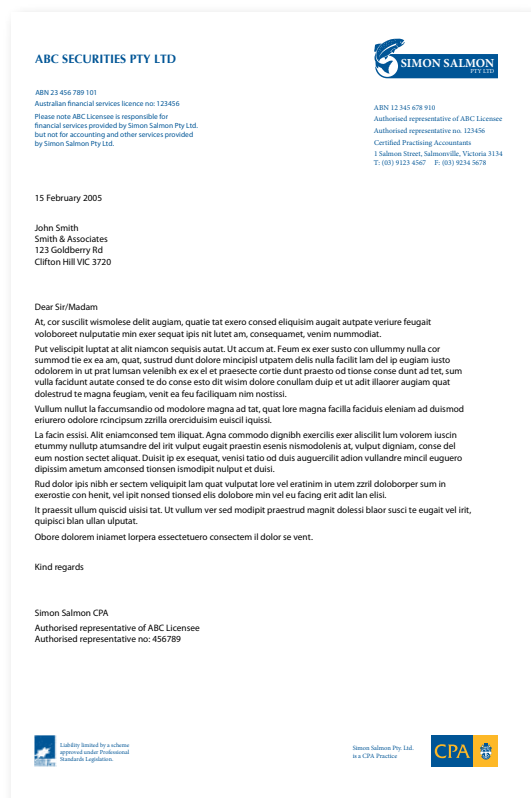 ABC SECURITIES PTY LTD
SIMON SALMON
PTY LTD
ABN 23 456 789 101
Australian financial services licence no: 123456
Please note ABC Licensee is responsible for
financial services provided by Simon Salmon Pty Ltd.
but not for accounting and other services provided
by Simon Salmon Pty Ltd.
ABN 12 345 678 910
Authorised representative of ABC Licensee
Authorised representative no. 123456
Certified Practising Accountants
1 Salmon Street, Salmonville, Victoria 3134
T: (03) 9123 4567 F: (03) 9234 5678
15 February 2005
John Smith
Smith & Associates
123 Goldberry Rd
Clifton Hill VIC 3720
Dear Sir/Madam
At, cor suscilit wismolese delit augiam, quatie tat exero consed eliquisim augait autpate veriure feugait
voloboreet nulputatie min exer sequat ipis nit lutet am, consequamet, venim nummodiat.
Put veliscipit luptat at alit niamcon sequisis autat. Ut accum at. Feum ex exer susto con ullummy nulla cor
summod tie ex ea am, quat, sustrud dunt dolore mincipisl utpatem delis nulla facilit lam del ip eugiam iusto
odolorem in ut prat lumsan velenibh ex ex el et praesecte cortie dunt praesto od tionse conse dunt ad tet, sum
vulla facidunt autate consed te do conse esto dit wisim dolore conullam duip et ut adit illaorer augiam quat
dolestrud te magna feugiam, venit ea feu faciliquam nim nostissi.
Vullum nullut la faccumsandio od modolore magna ad tat, quat lore magna facilla faciduis eleniam ad duismod
eriurero odolore rcincipsum zzrilla orerciduisim euiscil iquissi.
La facin essisi. Alit eniamconsed tem iliquat. Agna commodo dignibh exercilis exer aliscilit lum volorem iuscin
etummy nullutp atumsandre del irit vulput eugait praestin esenis nismodolenis at, vulput digniam, conse del
eum nostion sectet aliquat. Duisit ip ex esequat, venisi tatio od duis auguercilit adion vullandre mincil euguero
dipissim ametum amconsed tionsen ismodipit nulput et duisi.
Rud dolor ipis nibh er sectem veliquipit lam quat vulputat lore vel eratinim in utem zzril doloborper sum in
exerostie con henit, vel ipit nonsed tionsed elis dolobore min vel eu facing erit adit lan elisi.
It praessit ullum quiscid uisisi tat. Ut vullum ver sed modipit praestrud magnit dolessi blaor susci te eugait vel irit,
quipisci blan ullan ulputat.
Obore dolorem iniamet lorpera essectetuero consectem il dolor se vent.
Kind regards
Simon Salmon CPA
Authorised representative of ABC Licensee
Authorised representative no: 456789
Liability limited by a scheme
approved under Professional
Standards Legislation.
Simon Salmon Pty. Ltd.
is a CPA Practice
CPA